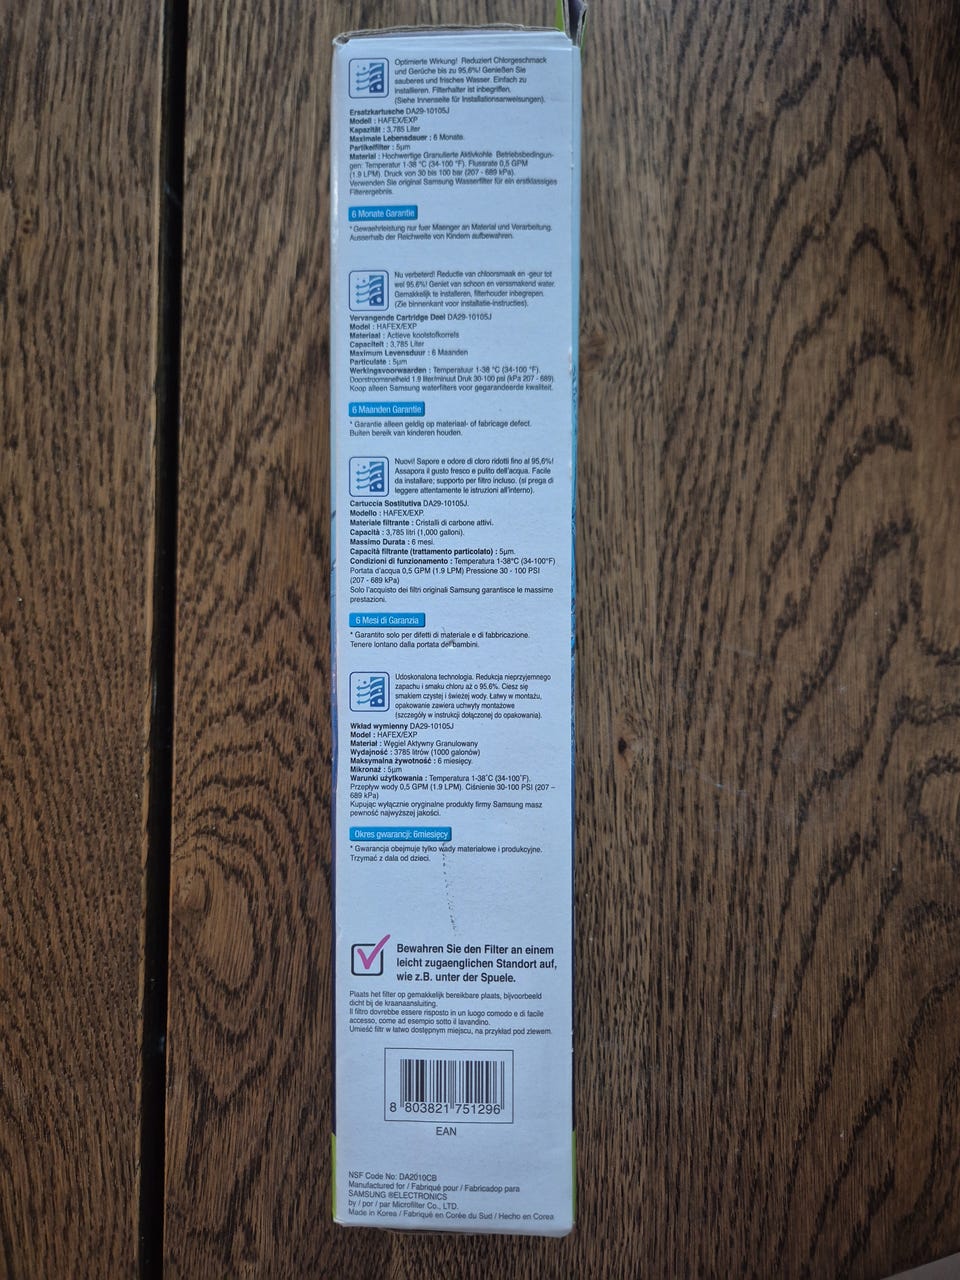 Optimierte Wirkung! Reduziert Chlorgeschmack
und Gerüche bis zu 95,6%! Genießen Sie
sauberes und frisches Wasser. Einfach zu
installieren. Filterhalter ist inbegriffen.
(Siehe Innenseite für Installationsanweisungen).
Ersatzkartusche DA29-10105J
Modell : HAFEX/EXP
Kapazität : 3,785 Liter
Maximale Lebensdauer : 6 Monate.
Partikelfilter : 5μm
Material : Hochwertige Granulierte Aktivkohle Betriebsbedingun-
gen: Temperatur 1-38 °C (34-100 °F). Flussrate 0,5 GPM
(1.9 LPM). Druck von 30 bis 100 bar (207 - 689 kPa).
Verwenden Sie original Samsung Wasserfilter für ein erstklassiges
Filterergebnis.
6 Monate Garantie
* Gewaehrleistung nur fuer Maenger an Material und Verarbeitung.
Ausserhalb der Reichweite von Kindern aufbewahren.
Nu verbeterd! Reductie van chloorsmaak en -geur tot
wel 95.6%! Geniet van schoon en verssmakend water.
Gemakkelijk te installeren, filterhouder inbegrepen.
(Zie binnenkant voor installatie-instructies).
Vervangende Cartridge Deel DA29-10105J
Model : HAFEX/EXP
Materiaal : Actieve koolstofkorrels
Capaciteit : 3,785 Liter
Maximum Levensduur : 6 Maanden
Particulate : 5μm
Werkingsvoorwaarden : Temperatuur 1-38 °C (34-100 °F).
Doorstroomsnelheid 1.9 liter/minuut Druk 30-100 psi (kPa 207 - 689)
Koop alleen Samsung waterfilters voor gegarandeerde kwaliteit.
6 Maanden Garantie
* Garantie alleen geldig op materiaal- of fabricage defect.
Buiten bereik van kinderen houden.
Nuovi! Sapore e odore di cloro ridotti fino al 95,6%!
Assapora il gusto fresco e pulito dell'acqua. Facile
da installare; supporto per filtro incluso. (si prega di
leggere attentamente le istruzioni all'interno).
Cartuccia Sostitutiva DA29-10105J.
Modello : HAFEX/EXP.
Materiale filtrante : Cristalli di carbone attivi.
Capacità : 3,785 litri (1,000 galloni).
Massimo Durata : 6 mesi.
Capacità filtrante (trattamento particolato) : 5μm.
Condizioni di funzionamento : Temperatura 1-38°C (34-100°F)
Portata d'acqua 0,5 GPM (1.9 LPM) Pressione 30 - 100 PSI
(207 - 689 kPa)
Solo l'acquisto dei filtri originali Samsung garantisce le massime
prestazioni.
6 Mesi di Garanzia
* Garantito solo per difetti di materiale e di fabbricazione.
Tenere lontano dalla portata dei bambini.
Udoskonalona technologia. Redukcja nieprzyjemnego
zapachu i smaku chloru aż o 95.6%. Ciesz się
smakiem czystej i świeżej wody. Łatwy w montażu,
opakowanie zawiera uchwyty montażowe
(szczegóły w instrukcji dołączonej do opakowania).
Wkład wymienny DA29-10105J
Model : HAFEX/EXP
Materiał : Węgiel Aktywny Granulowany
Wydajność : 3785 litrów (1000 galonów)
Maksymalna żywotność : 6 miesięcy.
Mikronaż : 5μm
Warunki użytkowania : Temperatura 1-38°C (34-100°F).
Przepływ wody 0,5 GPM (1.9 LPM). Ciśnienie 30-100 PSI (207 –
689 kPa)
Kupując wyłącznie oryginalne produkty firmy Samsung masz
pewność najwyższej jakości.
Okres gwarancji: 6miesięcy
* Gwarancja obejmuje tylko wady materiałowe i produkcyjne.
Trzymać z dala od dzieci.
Bewahren Sie den Filter an einem
leicht zugaenglichen Standort auf,
wie z.B. unter der Spuele.
Plaats het filter op gemakkelijk bereikbare plaats, bijvoorbeeld
dicht bij de kraanaansluiting.
Il filtro dovrebbe essere risposto in un luogo comodo e di facile
accesso, come ad esempio sotto il lavandino.
Umieść filtr w łatwo dostępnym miejscu, na przykład pod zlewem.
8 803821 751296
EAN
NSF Code No: DA2010CB
Manufactured for / Fabriqué pour / Fabricadop para
SAMSUNG ®ELECTRONICS
by / por / par Microfilter Co., LTD.
Made in Korea / Fabriqué en Corée du Sud / Hecho en Corea